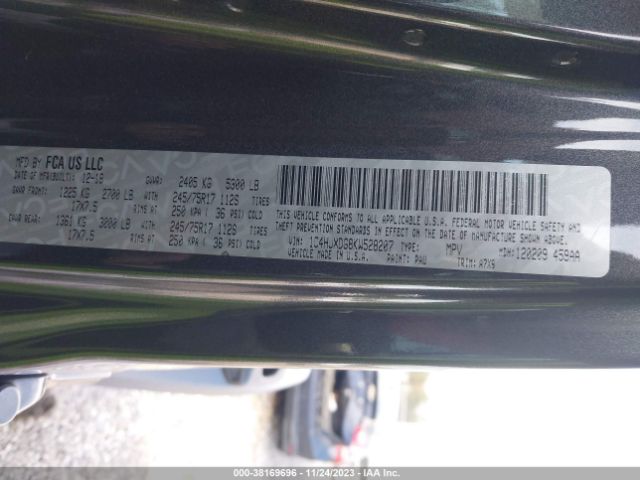 MFD BY FCA US LLC
DATE OF MFR(BUILT): 12-18 GVWR: 2405 KG 5300 LB
GAWR FRONT: 1225 KG 2700 LB WITH 245/75R17 112S TIRES
17X7.5 RIMS AT 250 KPA ( 36 PSI) COLD
GAWR REAR: 1361 KG 3000 LB WITH 245/75R17 112S TIRES
17X7.5 RIMS AT 250 KPA ( 36 PSI) COLD
THIS VEHICLE CONFORMS TO ALL APPLICABLE U.S.A. FEDERAL MOTOR VEHICLE
SAFETY, BUMPER, AND THEFT PREVENTION STANDARDS IN EFFECT ON THE DATE OF
MANUFACTURE SHOWN ABOVE.
VIN: 1C4HJXDG8KW528207 TYPE: MPV MDH: 120209 459AA
VEHICLE MADE IN U.S.A. PAINT: PAU TRIM: A7X9
000-38169696 - 11/24/2023 - IAA Inc.